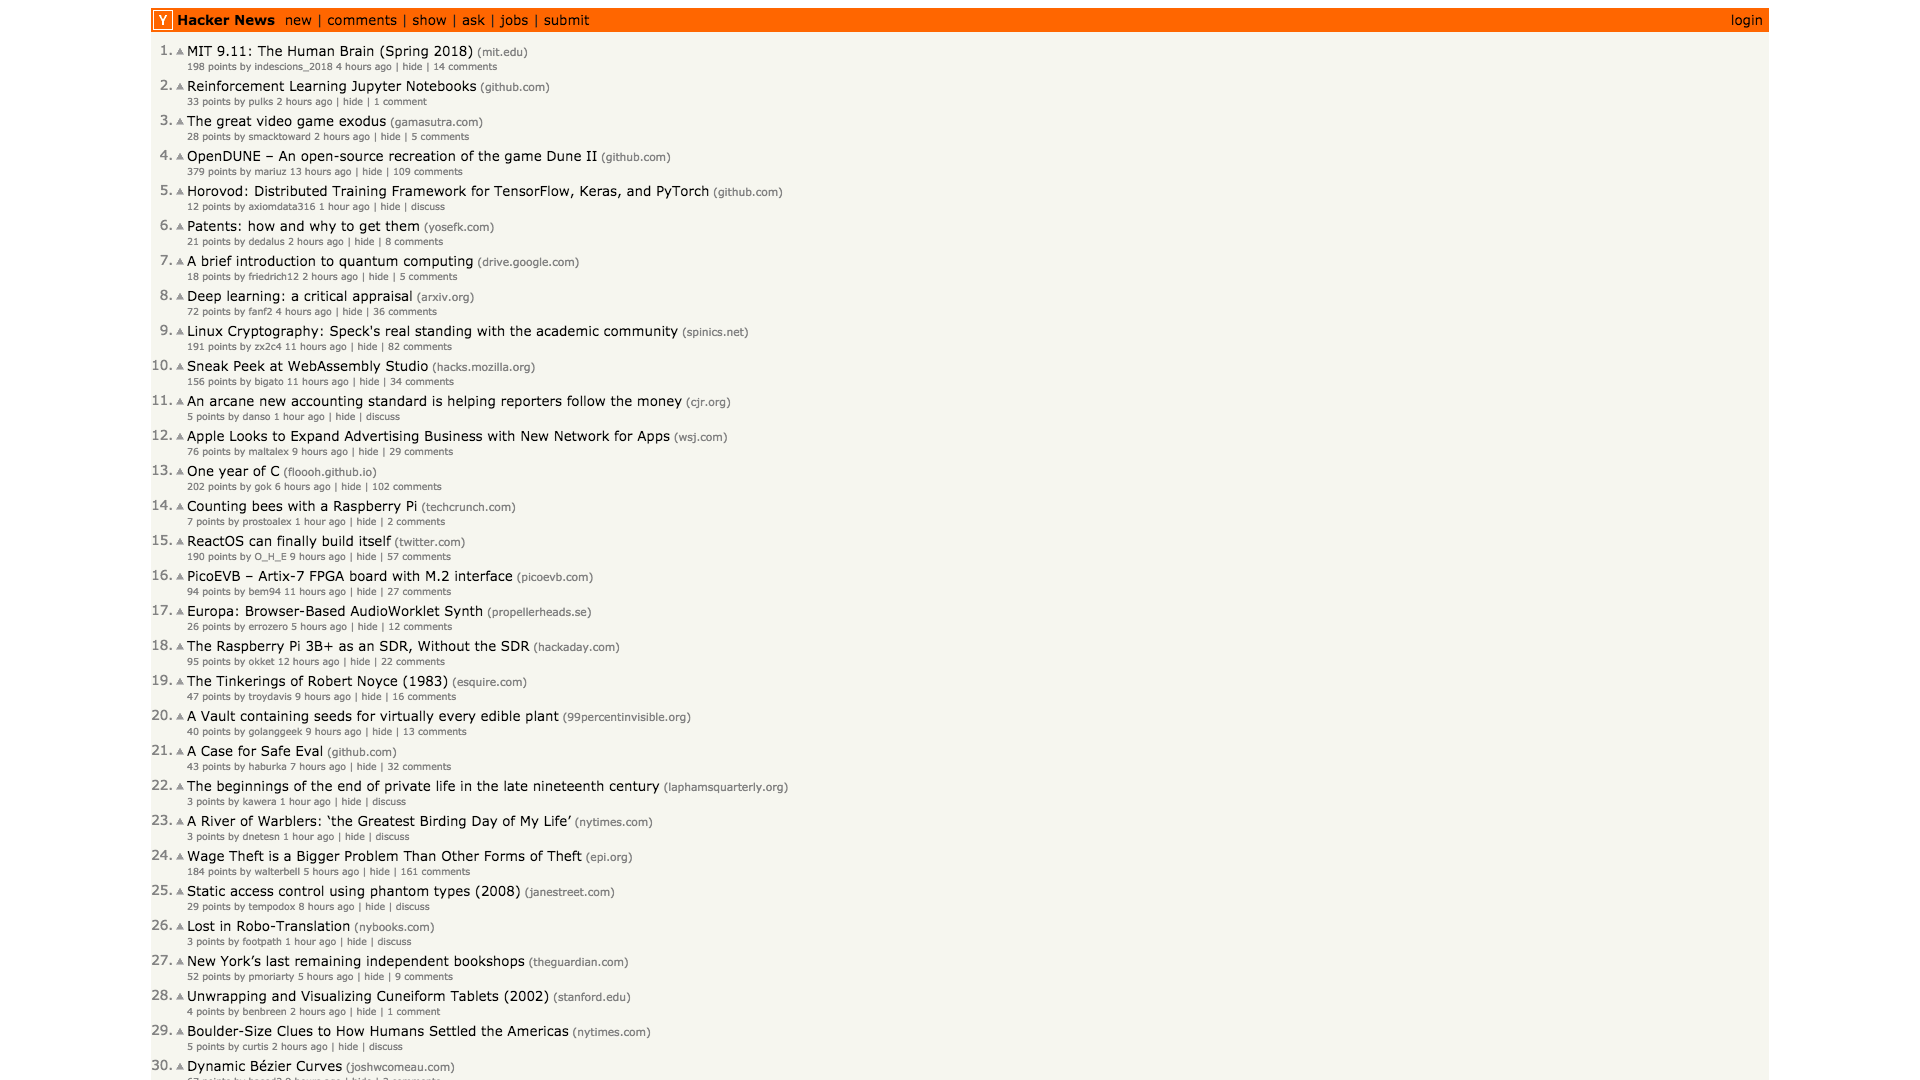 Y Hacker News new | comments | show | ask | jobs | submit login
1. MIT 9.11: The Human Brain (Spring 2018) (mit.edu)
198 points by indescions_2018 4 hours ago | hide | 14 comments
2. Reinforcement Learning Jupyter Notebooks (github.com)
33 points by pulks 2 hours ago | hide | 1 comment
3. The great video game exodus (gamasutra.com)
28 points by smacktoward 2 hours ago | hide | 5 comments
4. OpenDUNE – An open-source recreation of the game Dune II (github.com)
379 points by mariuz 13 hours ago | hide | 109 comments
5. Horovod: Distributed Training Framework for TensorFlow, Keras, and PyTorch (github.com)
12 points by axiomdata316 1 hour ago | hide | discuss
6. Patents: how and why to get them (yosefk.com)
21 points by dedalus 2 hours ago | hide | 8 comments
7. A brief introduction to quantum computing (drive.google.com)
18 points by friedrich12 2 hours ago | hide | 5 comments
8. Deep learning: a critical appraisal (arxiv.org)
72 points by fanf2 4 hours ago | hide | 36 comments
9. Linux Cryptography: Speck's real standing with the academic community (spinics.net)
191 points by zx2c4 11 hours ago | hide | 82 comments
10. Sneak Peek at WebAssembly Studio (hacks.mozilla.org)
156 points by bigato 11 hours ago | hide | 34 comments
11. An arcane new accounting standard is helping reporters follow the money (cjr.org)
5 points by danso 1 hour ago | hide | discuss
12. Apple Looks to Expand Advertising Business with New Network for Apps (wsj.com)
76 points by maltalex 9 hours ago | hide | 29 comments
13. One year of C (floooh.github.io)
202 points by gok 6 hours ago | hide | 102 comments
14. Counting bees with a Raspberry Pi (techcrunch.com)
7 points by prostoalex 1 hour ago | hide | 2 comments
15. ReactOS can finally build itself (twitter.com)
190 points by O_H_E 9 hours ago | hide | 57 comments
16. PicoEVB – Artix-7 FPGA board with M.2 interface (picoevb.com)
94 points by bem94 11 hours ago | hide | 27 comments
17. Europa: Browser-Based AudioWorklet Synth (propellerheads.se)
26 points by errozero 5 hours ago | hide | 12 comments
18. The Raspberry Pi 3B+ as an SDR, Without the SDR (hackaday.com)
95 points by okket 12 hours ago | hide | 22 comments
19. The Tinkerings of Robert Noyce (1983) (esquire.com)
47 points by troydavis 9 hours ago | hide | 16 comments
20. A Vault containing seeds for virtually every edible plant (99percentinvisible.org)
40 points by golanggeek 9 hours ago | hide | 13 comments
21. A Case for Safe Eval (github.com)
43 points by haburka 7 hours ago | hide | 32 comments
22. The beginnings of the end of private life in the late nineteenth century (laphamsquarterly.org)
3 points by kawera 1 hour ago | hide | discuss
23. A River of Warblers: ‘the Greatest Birding Day of My Life’ (nytimes.com)
3 points by dnetesn 1 hour ago | hide | discuss
24. Wage Theft is a Bigger Problem Than Other Forms of Theft (epi.org)
184 points by walterbell 5 hours ago | hide | 161 comments
25. Static access control using phantom types (2008) (janestreet.com)
29 points by tempodox 8 hours ago | hide | discuss
26. Lost in Robo-Translation (nybooks.com)
3 points by footpath 1 hour ago | hide | discuss
27. New York’s last remaining independent bookshops (theguardian.com)
52 points by pmoriarty 5 hours ago | hide | 9 comments
28. Unwrapping and Visualizing Cuneiform Tablets (2002) (stanford.edu)
4 points by benbreen 2 hours ago | hide | 1 comment
29. Boulder-Size Clues to How Humans Settled the Americas (nytimes.com)
5 points by curtis 2 hours ago | hide | discuss
30. Dynamic Bézier Curves (joshwcomeau.com)